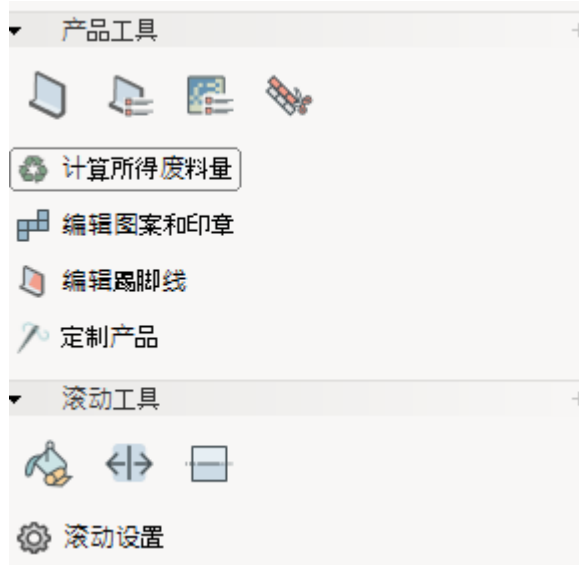 产品工具
计算所得废料量
编辑图案和印章
编辑踢脚线
定制产品
滚动工具
滚动设置